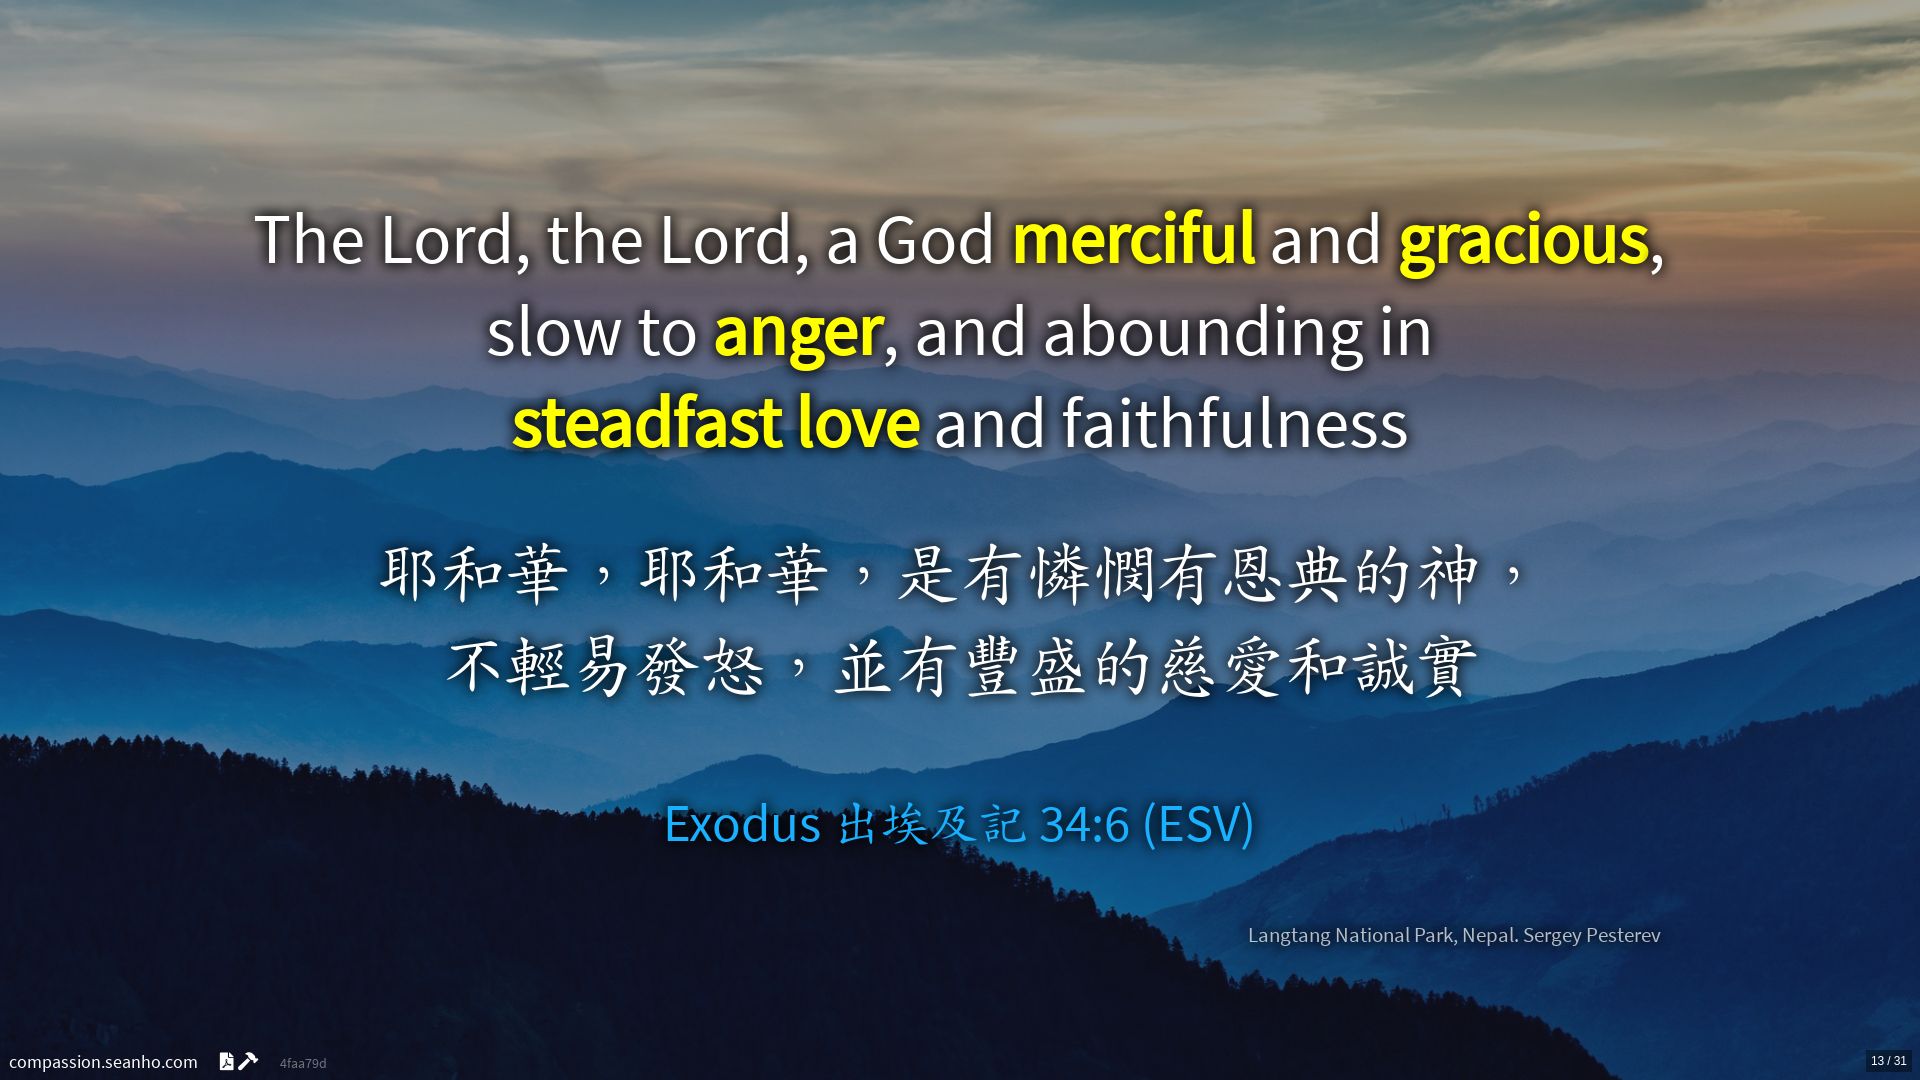 The Lord, the Lord, a God merciful and gracious,
slow to anger, and abounding in
steadfast love and faithfulness
耶和華，耶和華，是有憐憫有恩典的神，
不輕易發怒，並有豐盛的慈愛和誠實
Exodus 出埃及記 34:6 (ESV)
Langtang National Park, Nepal. Sergey Pesterev
compassion.seanho.com 4faa79d
13 / 31